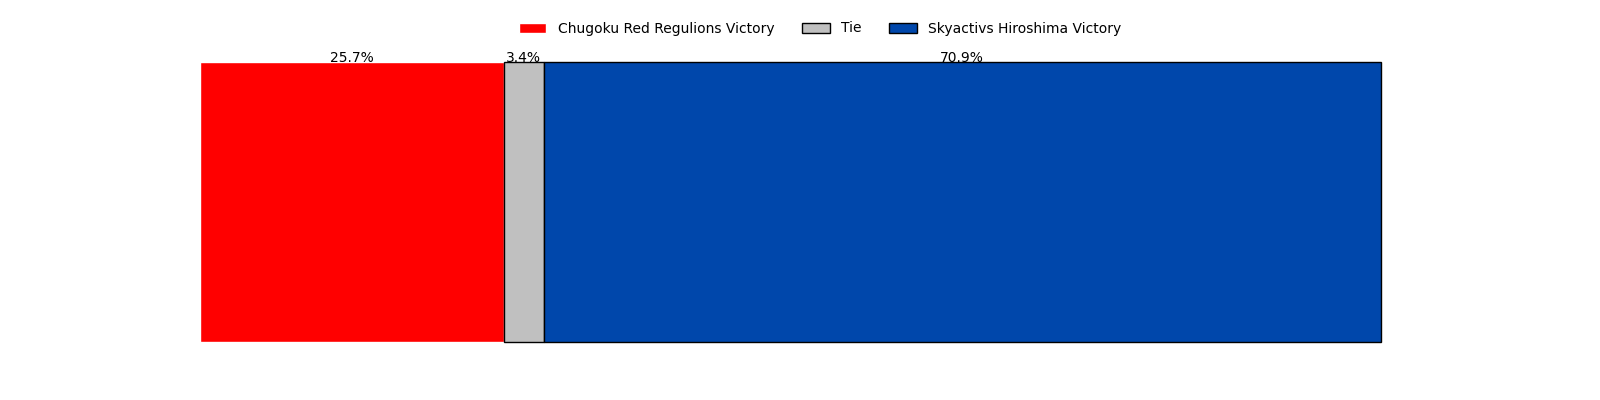 Chugoku Red Regulions Victory Tie Skyactivs Hiroshima Victory
25.7% 3.4% 70.9%